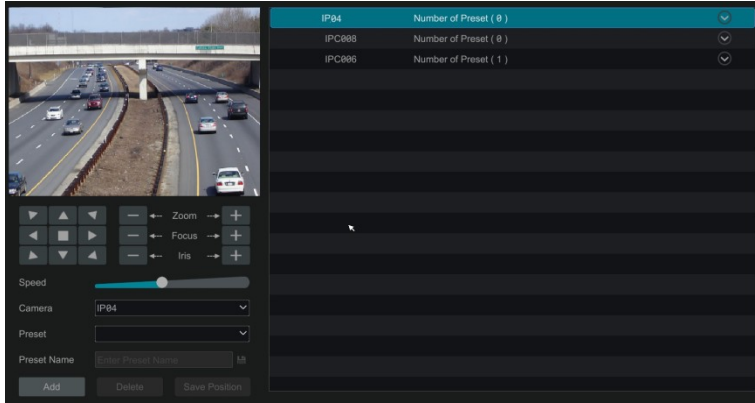 IP04 Number of Preset ( 0 )
IPC008 Number of Preset ( 0 )
IPC006 Number of Preset ( 1 )
Zoom
Focus
Iris
Speed
Camera IP04
Preset
Preset Name Enter Preset Name
Add Delete Save Position